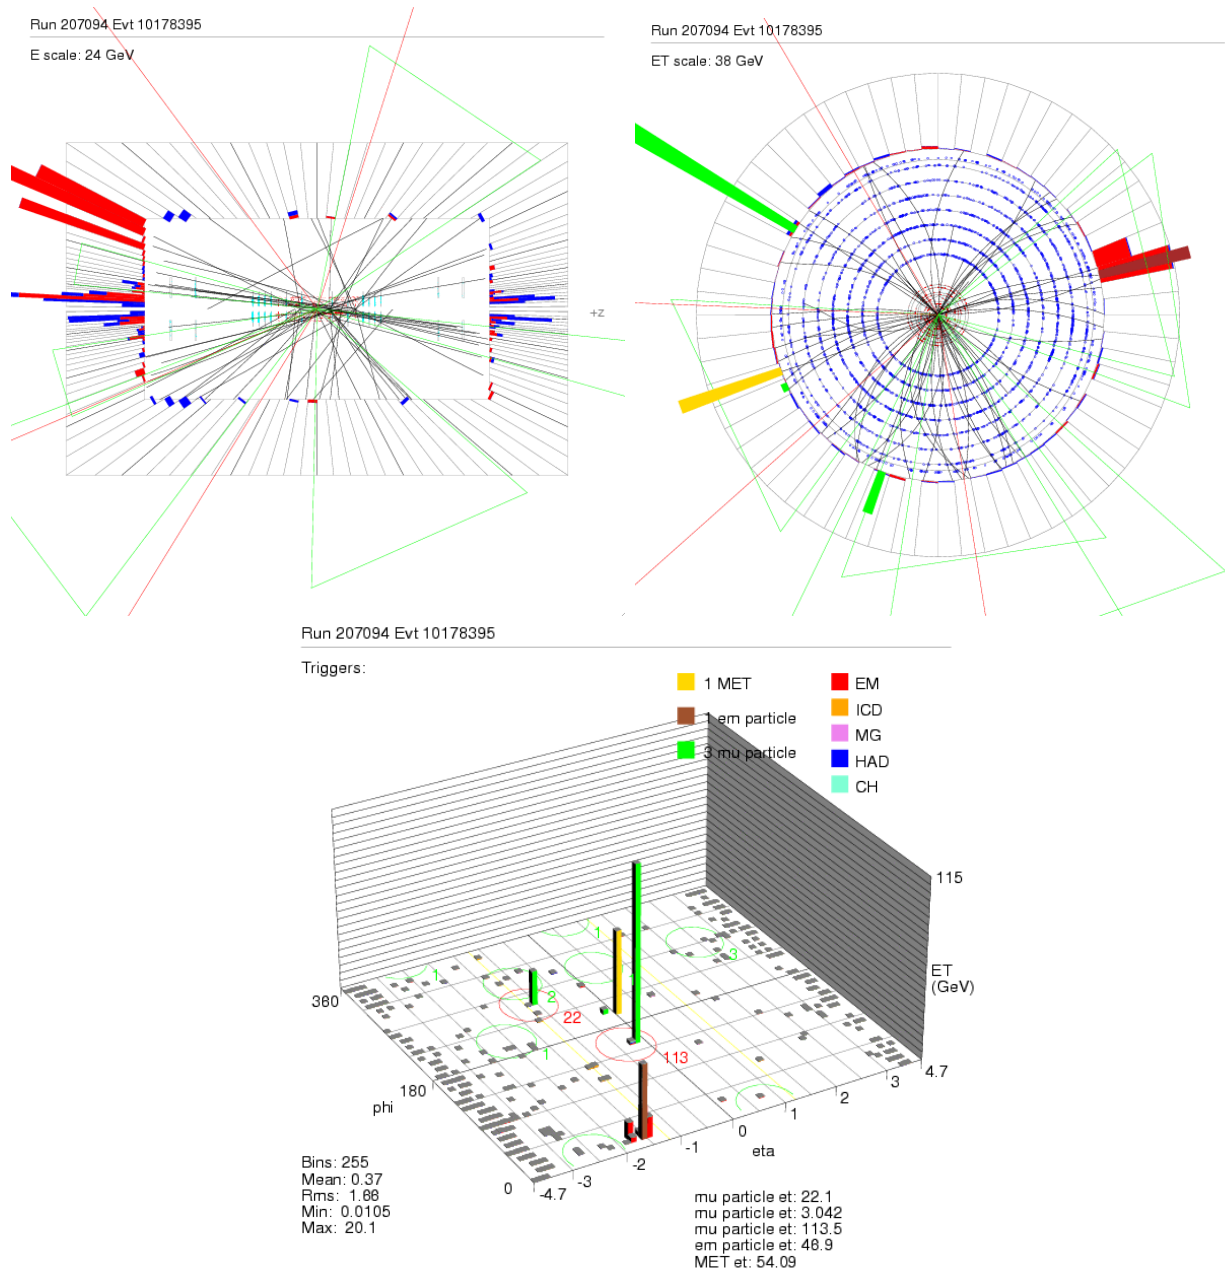 Run 207094 Evt 10178395
E scale: 24 GeV
+z
Run 207094 Evt 10178395
ET scale: 38 GeV
Run 207094 Evt 10178395
Triggers:
1 MET
em particle
3 mu particle
EM
ICD
MG
HAD
CH
115
ET
(GeV)
1
1
3
2
22
1
113
360
180
phi
0
-4.7
-3
-2
-1
0
1
2
3
4.7
eta
Bins: 255
Mean: 0.37
Rms: 1.68
Min: 0.0105
Max: 20.1
mu particle et: 22.1
mu particle et: 3.042
mu particle et: 113.5
em particle et: 46.9
MET et: 54.09